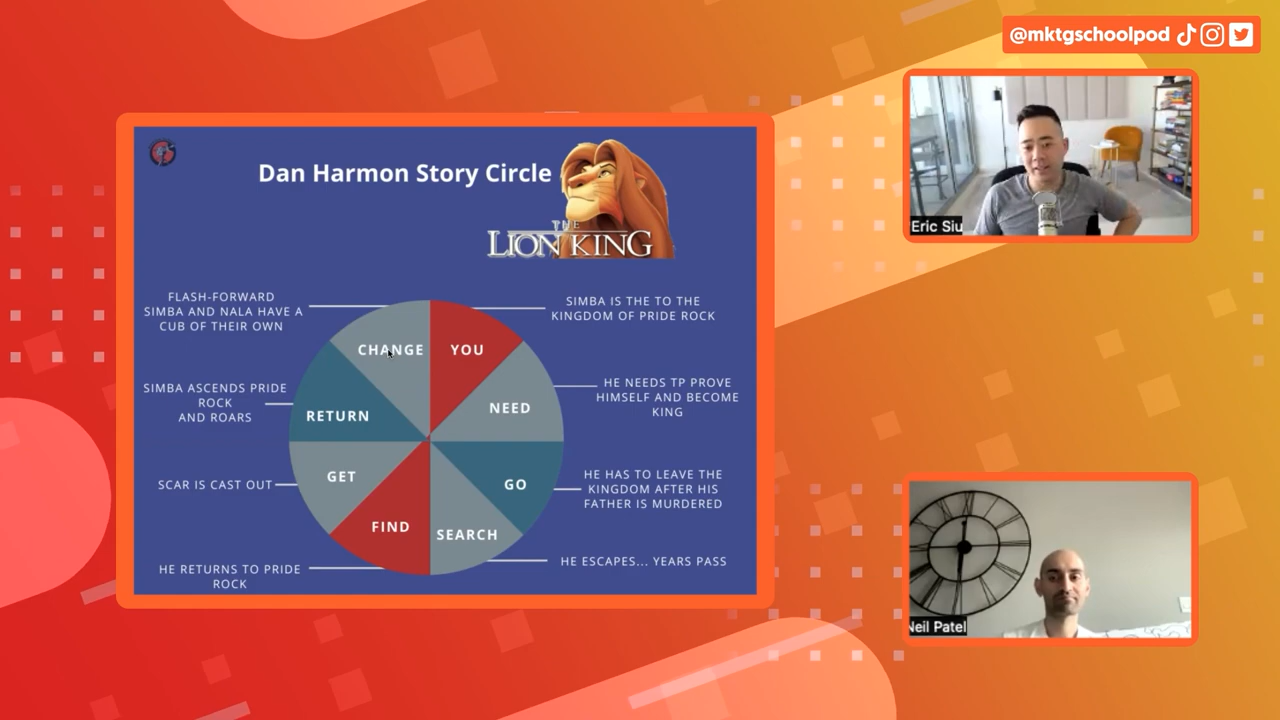 @mktgschoolpod
Dan Harmon Story Circle
THE
LION KING
FLASH-FORWARD
SIMBA AND NALA HAVE A
CUB OF THEIR OWN
SIMBA IS THE TO THE
KINGDOM OF PRIDE ROCK
CHANGE
YOU
SIMBA ASCENDS PRIDE
ROCK
AND ROARS
HE NEEDS TP PROVE
HIMSELF AND BECOME
KING
RETURN
NEED
SCAR IS CAST OUT
HE HAS TO LEAVE THE
KINGDOM AFTER HIS
FATHER IS MURDERED
GET
GO
FIND
SEARCH
HE RETURNS TO PRIDE
ROCK
HE ESCAPES... YEARS PASS
Eric Siu
Neil Patel